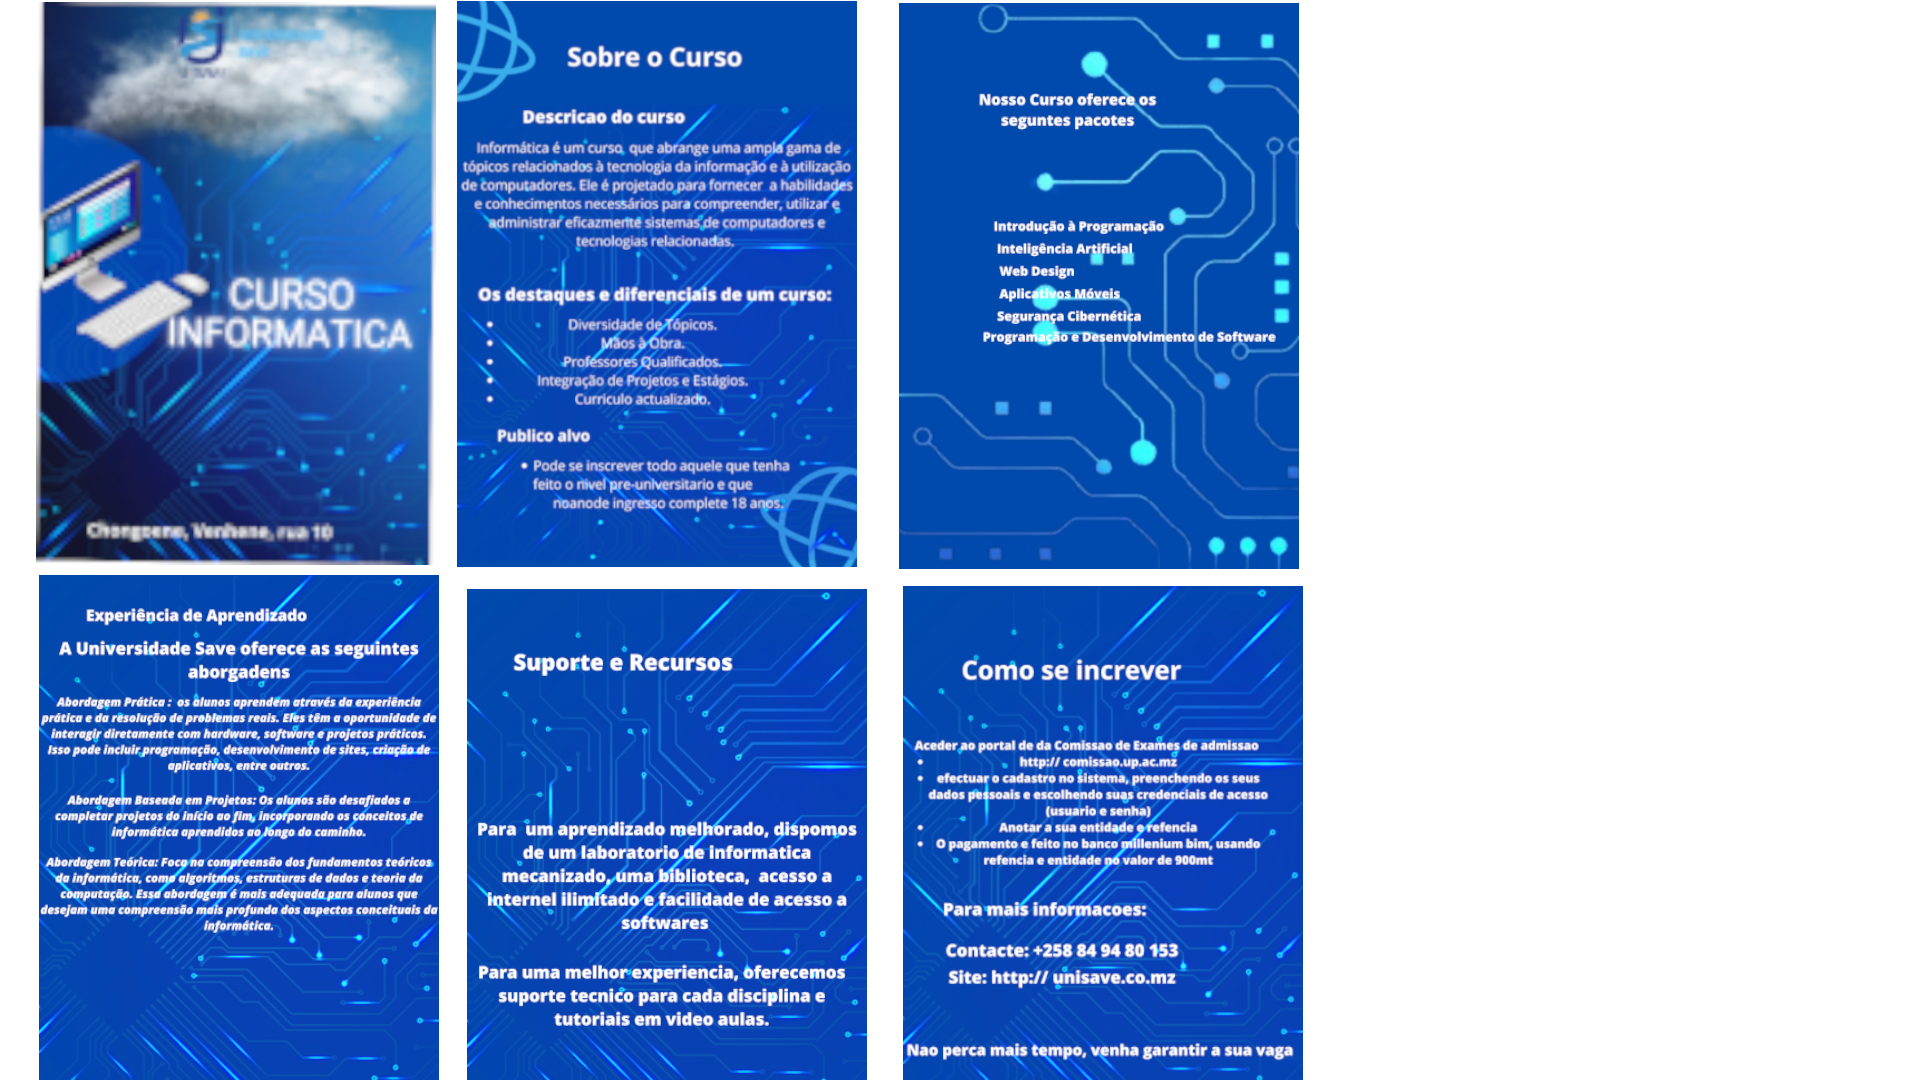 CURSO
INFORMATICA
rua 10
Sobre o Curso
Descricao do curso
Informática é um curso que abrange uma ampla gama de
tópicos relacionados à tecnologia da informação e à utilização
de computadores. Ele é projetado para fornecer a habilidades
e conhecimentos necessários para compreender, utilizar e
administrar eficazmente sistemas de computadores e
tecnologias relacionadas.
Os destaques e diferenciais de um curso:
• Diversidade de Tópicos.
• Mãos à Obra.
• Professores Qualificados.
• Integração de Projetos e Estágios.
• Curriculo actualizado.
Publico alvo
• Pode se inscrever todo aquele que tenha
feito o nivel pre-universitario e que
noanode ingresso complete 18 anos.
Nosso Curso oferece os
seguntes pacotes
Introdução à Programação
Inteligência Artificial
Web Design
Aplicativos Móveis
Segurança Cibernética
Programação e Desenvolvimento de Software
Experiência de Aprendizado
A Universidade Save oferece as seguintes
aborgadens
Abordagem Prática : os alunos aprendem através da experiência
prática e da resolução de problemas reais. Eles têm a oportunidade de
interagir diretamente com hardware, software e projetos práticos.
Isso pode incluir programação, desenvolvimento de sites, criação de
aplicativos, entre outros.
Abordagem Baseada em Projetos: Os alunos são desafiados a
completar projetos do início ao fim, incorporando os conceitos de
informática aprendidos ao longo do caminho.
Abordagem Teórica: Foca na compreensão dos fundamentos teóricos
da informática, como algoritmos, estruturas de dados e teoria da
computação. Essa abordagem é mais adequada para alunos que
desejam uma compreensão mais profunda dos aspectos conceituais da
informática.
Suporte e Recursos
Para um aprendizado melhorado, dispomos
de um laboratorio de informatica
mecanizado, uma biblioteca, acesso a
internel ilimitado e facilidade de acesso a
softwares
Para uma melhor experiencia, oferecemos
suporte tecnico para cada disciplina e
tutoriais em video aulas.
Como se increver
Aceder ao portal de da Comissao de Exames de admissao
• http:// comissao.up.ac.mz
• efectuar o cadastro no sistema, preenchendo os seus
dados pessoais e escolhendo suas credenciais de acesso
(usuario e senha)
• Anotar a sua entidade e refencia
• O pagamento e feito no banco millenium bim, usando
refencia e entidade no valor de 900mt
Para mais informacoes:
Contacte: +258 84 94 80 153
Site: http:// unisave.co.mz
Nao perca mais tempo, venha garantir a sua vaga